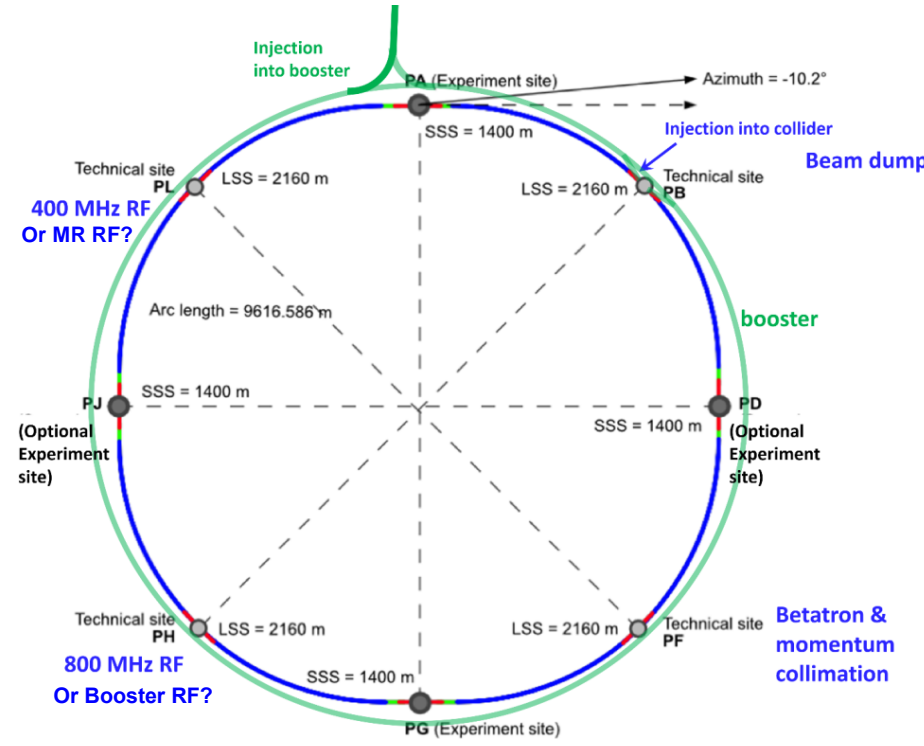 Injection
into booster
PA (Experiment site)
Azimuth = -10.2°
SSS = 1400 m
Injection into collider
Beam dump
Technical site
PL
LSS = 2160 m
LSS = 2160 m
Technical site
PB
400 MHz RF
Or MR RF?
Arc length = 9616.586 m
booster
SSS = 1400 m
PJ
(Optional
Experiment
site)
SSS = 1400 m
PD
(Optional
Experiment
site)
Technical site
PH
LSS = 2160 m
LSS = 2160 m
Technical site
PF
Betatron &
momentum
collimation
800 MHz RF
Or Booster RF?
SSS = 1400 m
PG (Experiment site)